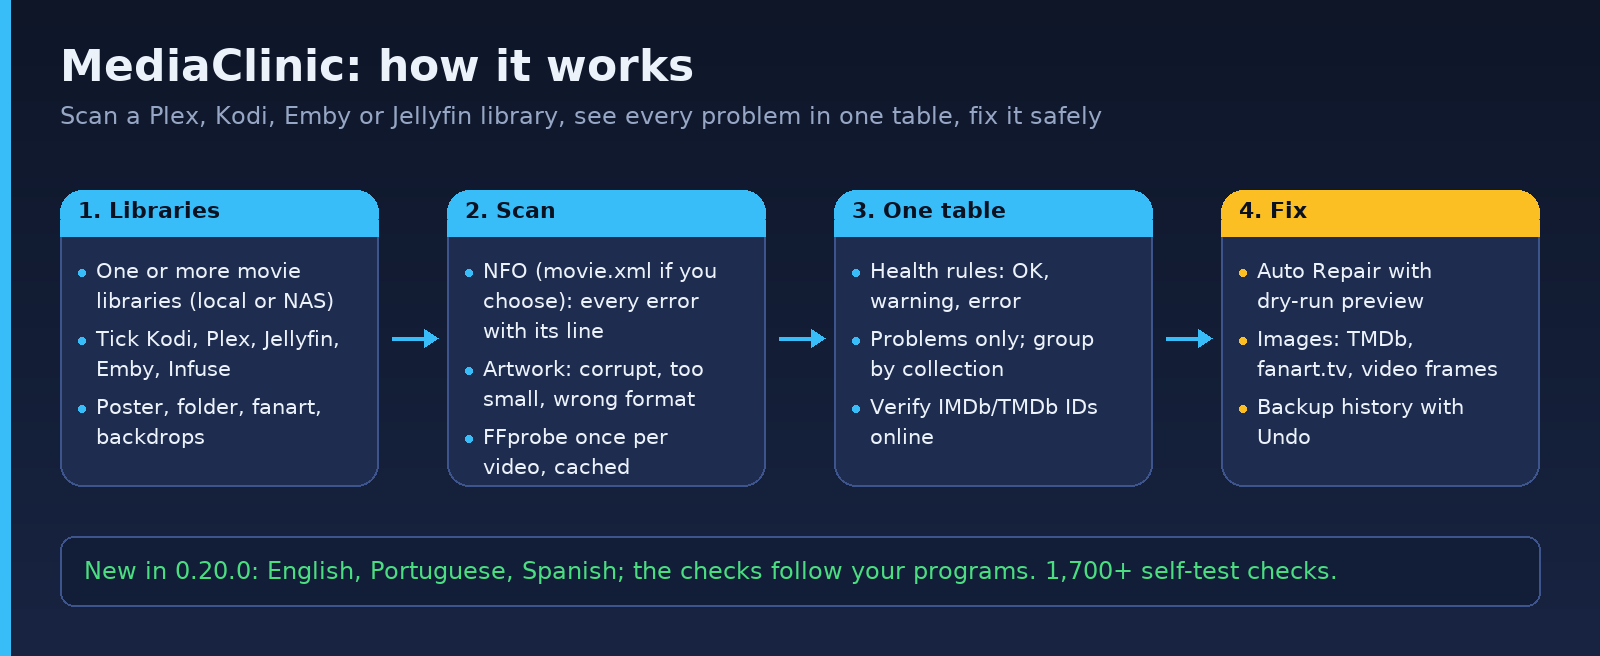 MediaClinic: how it works
Scan a Plex, Kodi, Emby or Jellyfin library, see every problem in one table, fix it safely
1. Libraries
One or more movie
libraries (local or NAS)
Tick Kodi, Plex, Jellyfin,
Emby, Infuse
Poster, folder, fanart,
backdrops
2. Scan
NFO (movie.xml if you
choose): every error
with its line
Artwork: corrupt, too
small, wrong format
FFprobe once per
video, cached
3. One table
Health rules: OK,
warning, error
Problems only; group
by collection
Verify IMDb/TMDb IDs
online
4. Fix
Auto Repair with
dry-run preview
Images: TMDb,
fanart.tv, video frames
Backup history with
Undo
New in 0.20.0: English, Portuguese, Spanish; the checks follow your programs. 1,700+ self-test checks.